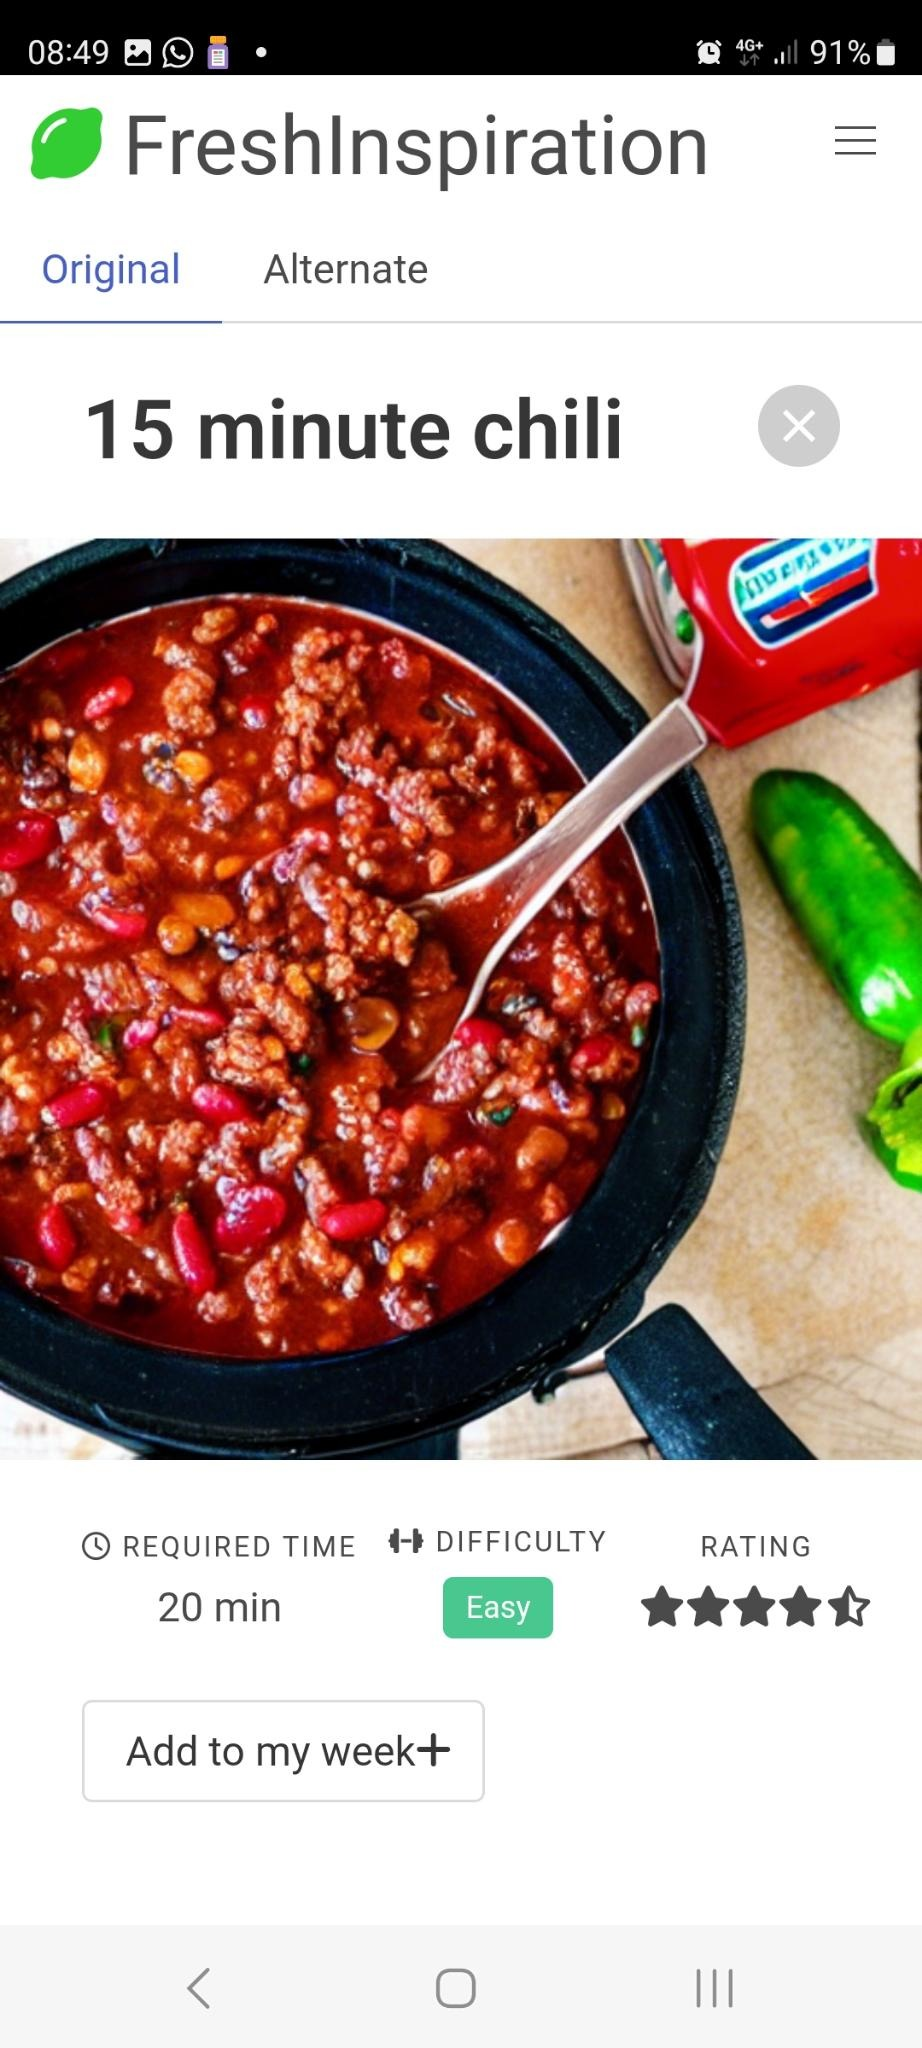 08:49
4G+
91%
FreshInspiration
Original
Alternate
15 minute chili
REQUIRED TIME
20 min
DIFFICULTY
Easy
RATING
Add to my week+